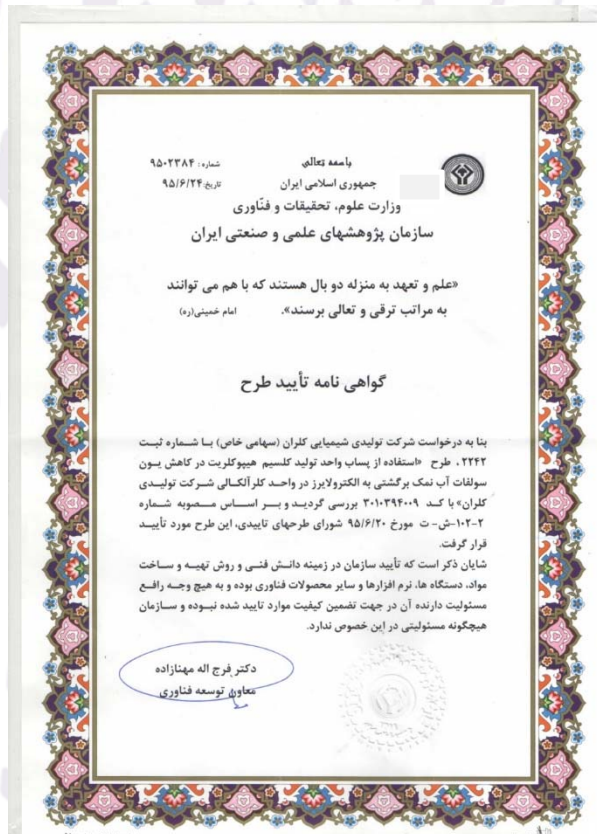 باسمه تعالی
شماره: ۹۵۰۲۳۸۴
جمهوری اسلامی ایران
تاریخ: ۹۵/۶/۲۴
وزارت علوم، تحقیقات و فنّاوری
سازمان پژوهشهای علمی و صنعتی ایران
«علم و تعهد به منزله دو بال هستند که با هم می توانند
به مراتب ترقی و تعالی برسند». امام خمینی(ره)
گواهی نامه تأیید طرح
بنا به درخواست شرکت تولیدی شیمیایی کلران (سهامی خاص) با شماره ثبت
۲۲۴۲ ، طرح «استفاده از پساب واحد تولید کلسیم هیپوکلریت در کاهش یون
سولفات آب نمک برگشتی به الکترولایزر در واحد کلرآلکالی شرکت تولیدی
کلران» با کد ۳۰۱۰۳۹۴۰۰۹ بررسی گردید و بر اساس مصوبه شماره
۱۰۲-۲-ش- ت مورخ ۹۵/۶/۲۰ شورای طرحهای تاییدی، این طرح مورد تأیید
قرار گرفت.
شایان ذکر است که تأیید سازمان در زمینه دانش فنی و روش تهیه و ساخت
مواد، دستگاه ها، نرم افزارها و سایر محصولات فناوری بوده و به هیچ وجه رافع
مسئولیت دارنده آن در جهت تضمین کیفیت موارد تایید شده نبوده و سازمان
هیچگونه مسئولیتی در این خصوص ندارد.
دکتر فرج اله مهنازاده
معاون توسعه فناوری